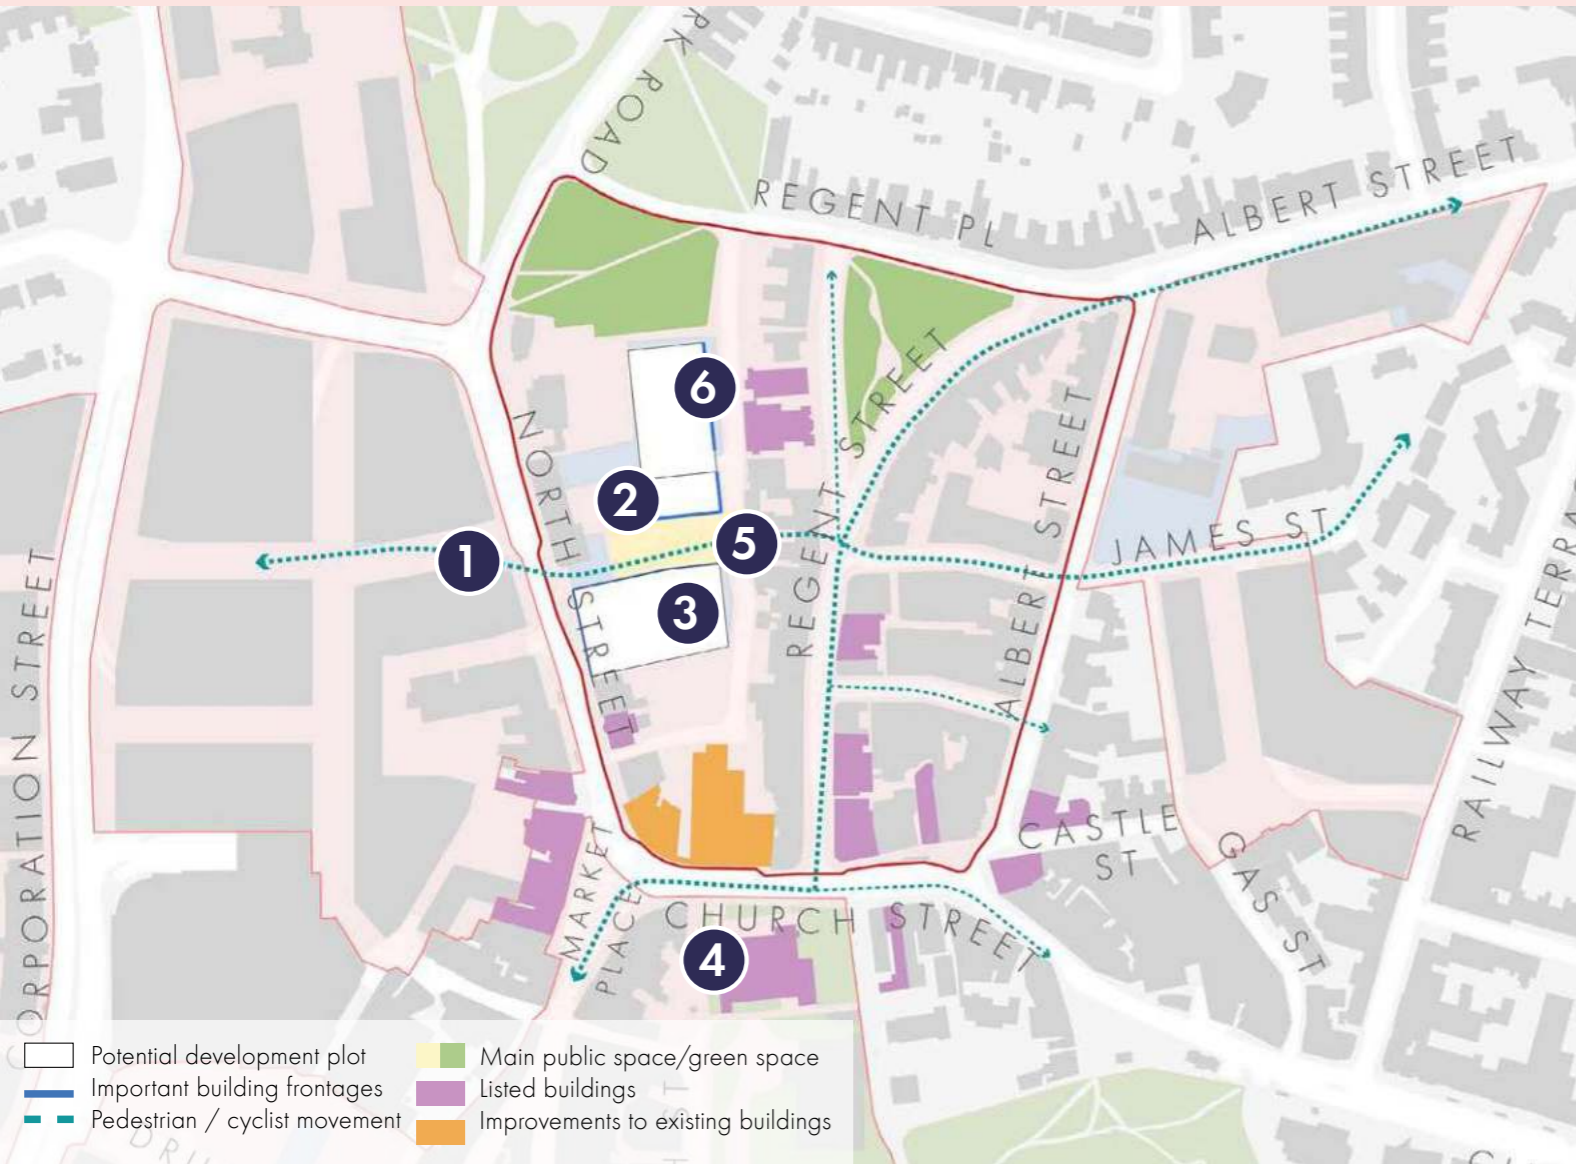 RK ROAD
REGENT PL
ALBERT STREET
6
NORTH STREET
2
REGENT STREET
STREET
1
5
JAMES ST
3
ALBERT STREET
CORPORATION STREET
RAILWAY TERRA
MARKET
PLACE
CHURCH STREET
CASTLE
ST
GAS ST
4
Potential development plot
Important building frontages
Pedestrian / cyclist movement
Main public space/green space
Listed buildings
Improvements to existing buildings